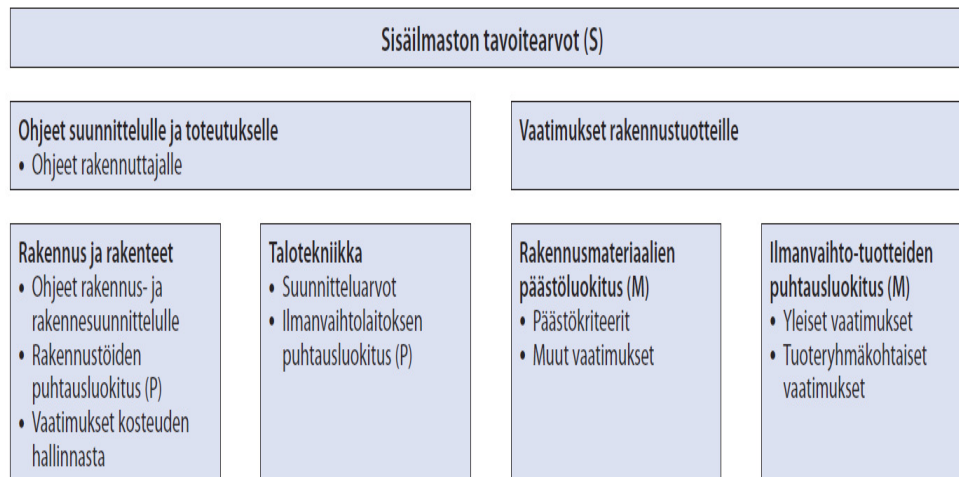 Sisäilmaston tavoitearvot (S)
Ohjeet suunnittelulle ja toteutukselle
• Ohjeet rakennuttajalle
Vaatimukset rakennustuotteille
Rakennus ja rakenteet
• Ohjeet rakennus- ja
rakennesuunnittelulle
• Rakennustöiden
puhtausluokitus (P)
• Vaatimukset kosteuden
hallinnasta
Talotekniikka
• Suunnitteluarvot
• Ilmanvaihtolaitoksen
puhtausluokitus (P)
Rakennusmateriaalien
päästöluokitus (M)
• Päästökriteerit
• Muut vaatimukset
Ilmanvaihto-tuotteiden
puhtausluokitus (M)
• Yleiset vaatimukset
• Tuoteryhmäkohtaiset
vaatimukset